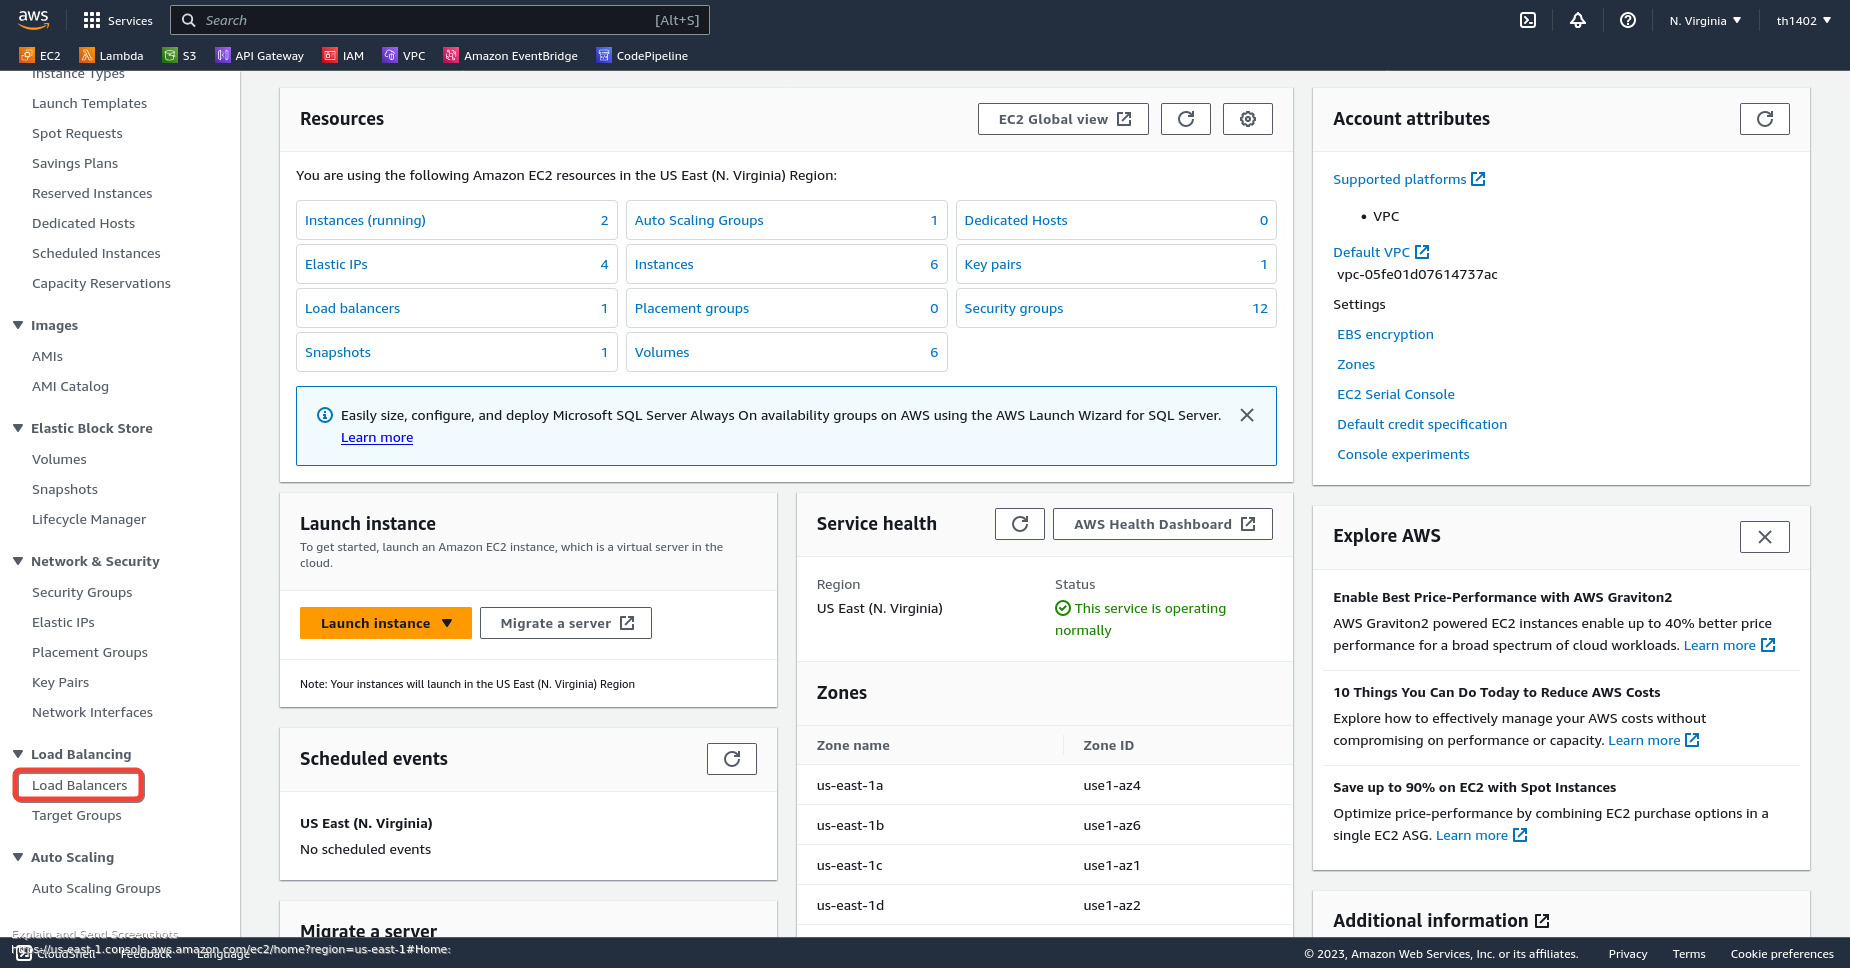 aws
Services
Search
[Alt+S]
N. Virginia
th1402
EC2
Lambda
S3
API Gateway
IAM
VPC
Amazon EventBridge
CodePipeline
Instance Types
Launch Templates
Spot Requests
Savings Plans
Reserved Instances
Dedicated Hosts
Scheduled Instances
Capacity Reservations
Images
AMIs
AMI Catalog
Elastic Block Store
Volumes
Snapshots
Lifecycle Manager
Network & Security
Security Groups
Elastic IPs
Placement Groups
Key Pairs
Network Interfaces
Load Balancing
Load Balancers
Target Groups
Auto Scaling
Auto Scaling Groups
Resources
EC2 Global view
You are using the following Amazon EC2 resources in the US East (N. Virginia) Region:
Instances (running) 2
Auto Scaling Groups 1
Dedicated Hosts 0
Elastic IPs 4
Instances 6
Key pairs 1
Load balancers 1
Placement groups 0
Security groups 12
Snapshots 1
Volumes 6
Easily size, configure, and deploy Microsoft SQL Server Always On availability groups on AWS using the AWS Launch Wizard for SQL Server.
Learn more
Launch instance
To get started, launch an Amazon EC2 instance, which is a virtual server in the
cloud.
Launch instance
Migrate a server
Note: Your instances will launch in the US East (N. Virginia) Region
Scheduled events
US East (N. Virginia)
No scheduled events
Migrate a server
Service health
AWS Health Dashboard
Region
US East (N. Virginia)
Status
This service is operating
normally
Zones
Zone name Zone ID
us-east-1a use1-az4
us-east-1b use1-az6
us-east-1c use1-az1
us-east-1d use1-az2
Account attributes
Supported platforms
• VPC
Default VPC
vpc-05fe01d07614737ac
Settings
EBS encryption
Zones
EC2 Serial Console
Default credit specification
Console experiments
Explore AWS
Enable Best Price-Performance with AWS Graviton2
AWS Graviton2 powered EC2 instances enable up to 40% better price
performance for a broad spectrum of cloud workloads. Learn more
10 Things You Can Do Today to Reduce AWS Costs
Explore how to effectively manage your AWS costs without
compromising on performance or capacity. Learn more
Save up to 90% on EC2 with Spot Instances
Optimize price-performance by combining EC2 purchase options in a
single EC2 ASG. Learn more
Additional information
Explain and Send Screenshots
https://us-east-1.console.aws.amazon.com/ec2/home?region=us-east-1#Home:
CloudShell
Feedback
Language
© 2023, Amazon Web Services, Inc. or its affiliates.
Privacy
Terms
Cookie preferences